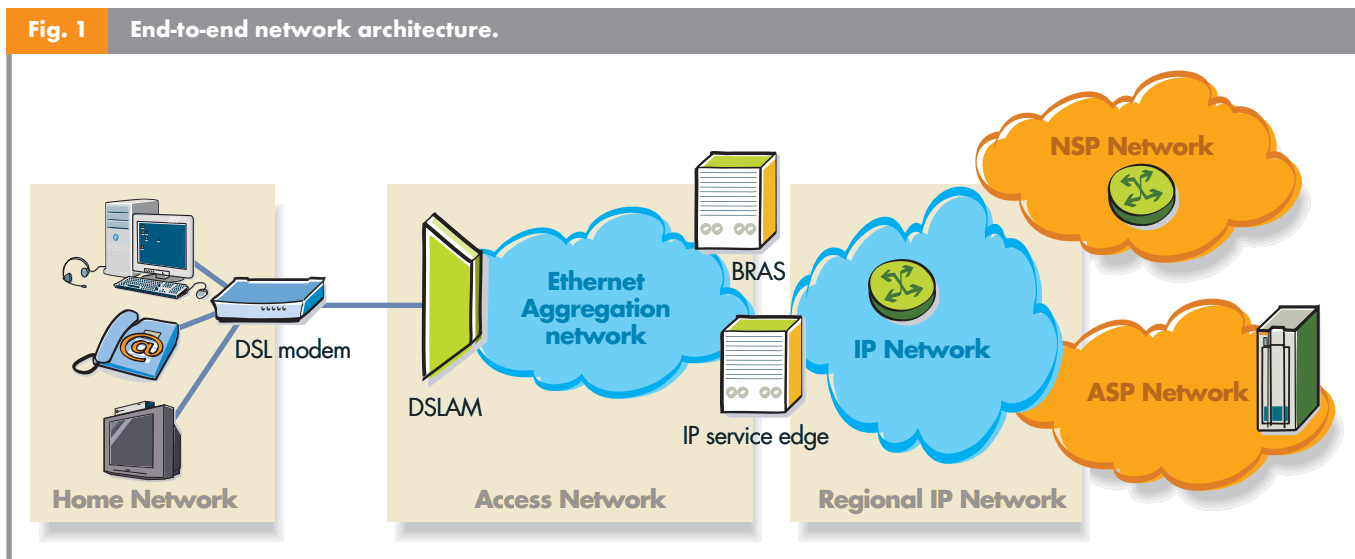 Fig. 1
End-to-end network architecture.
NSP Network
BRAS
Ethernet
Aggregation
network
DSL modem
IP Network
DSLAM
IP service edge
ASP Network
@
Home Network
Access Network
Regional IP Network